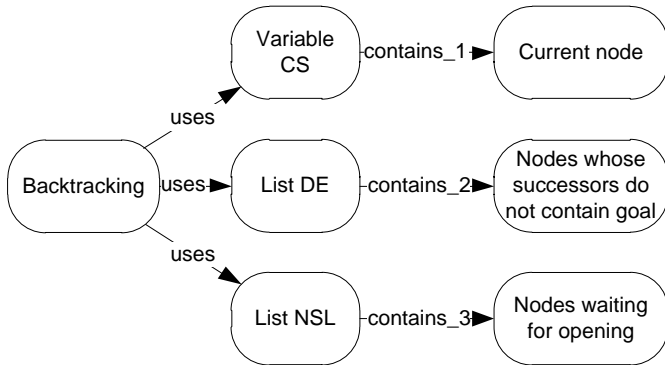 Variable
CS
contains_1
Current node
uses
Backtracking
uses
List DE
contains_2
Nodes whose
successors do
not contain goal
uses
List NSL
contains_3
Nodes waiting
for opening